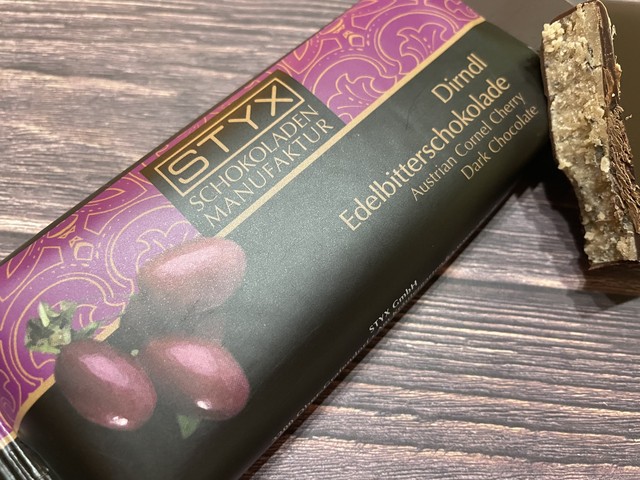 STYX
SCHOKOLADEN
MANUFAKTUR
Dirndl
Edelbitterschokolade
Austrian Cornel Cherry
Dark Chocolate
STYX GmbH